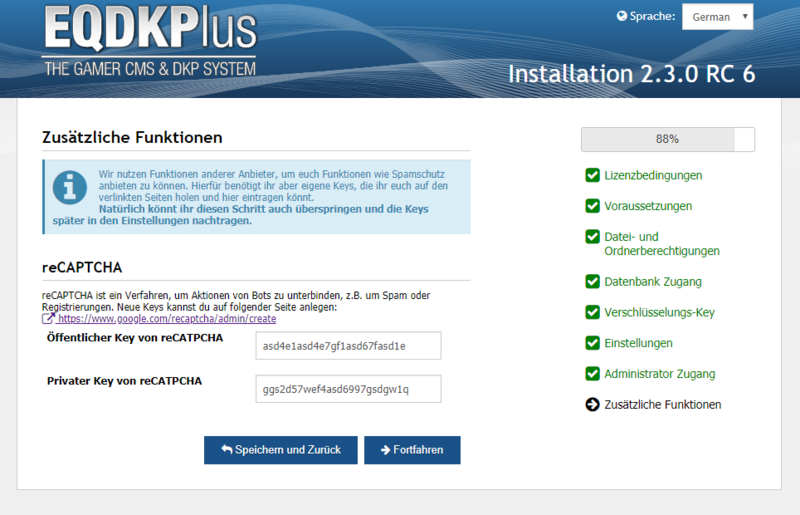 EQDKPlus
THE GAMER CMS & DKP SYSTEM
Sprache: German
Installation 2.3.0 RC 6
Zusätzliche Funktionen
Wir nutzen Funktionen anderer Anbieter, um euch Funktionen wie Spamschutz
anbieten zu können. Hierfür benötigt ihr aber eigene Keys, die ihr euch auf den
verlinkten Seiten holen und hier eintragen könnt.
Natürlich könnt ihr diesen Schritt auch überspringen und die Keys
später in den Einstellungen nachtragen.
reCAPTCHA
reCAPTCHA ist ein Verfahren, um Aktionen von Bots zu unterbinden, z.B. um Spam oder
Registrierungen. Neue Keys kannst du auf folgender Seite anlegen:
https://www.google.com/recaptcha/admin/create
Öffentlicher Key von reCATPCHA
asd4e1asd4e7gf1asd67fasd1e
Privater Key von reCATPCHA
ggs2d57wef4asd6997gsdgw1q
Speichern und Zurück
Fortfahren
88%
Lizenzbedingungen
Voraussetzungen
Datei- und
Ordnerberechtigungen
Datenbank Zugang
Verschlüsselungs-Key
Einstellungen
Administrator Zugang
Zusätzliche Funktionen